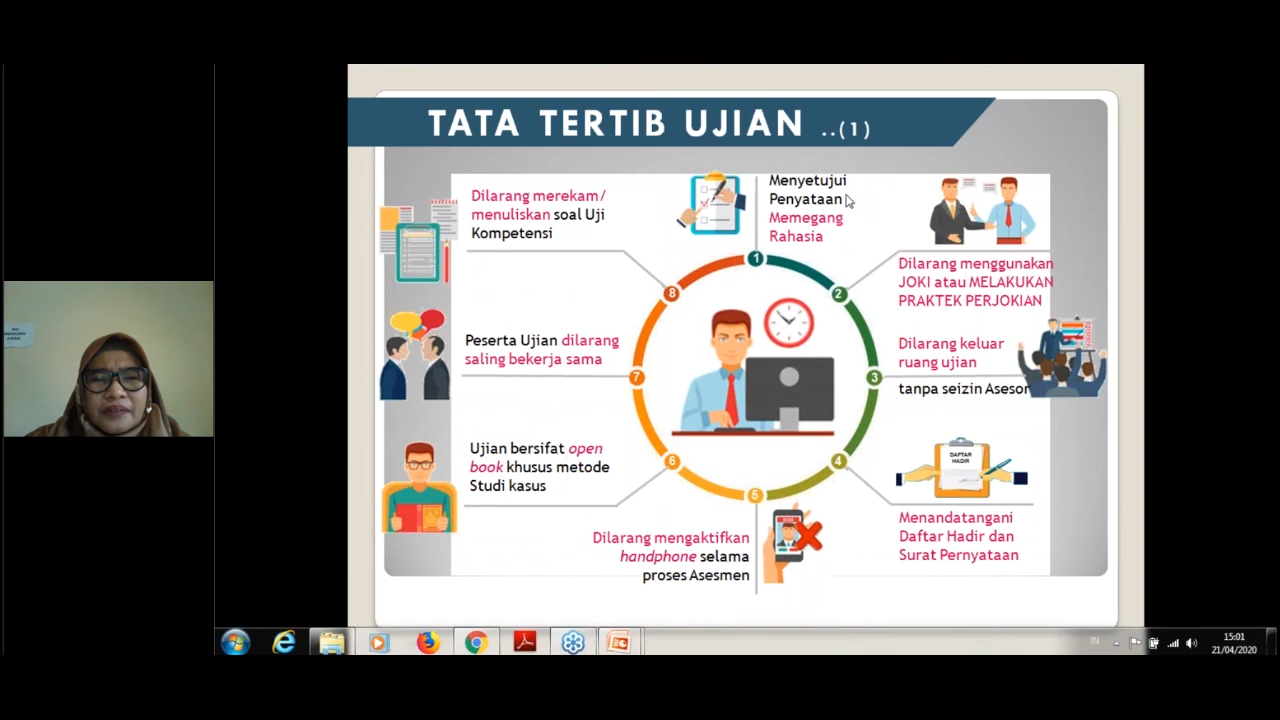 TATA TERTIB UJIAN ..(1)
1
Menyetujui
Penyataan
Memegang
Rahasia
2
Dilarang menggunakan
JOKI atau MELAKUKAN
PRAKTEK PERJOKIAN
3
Dilarang keluar
ruang ujian
tanpa seizin Asesor
4
DAFTAR
HADIR
Menandatangani
Daftar Hadir dan
Surat Pernyataan
5
Dilarang mengaktifkan
handphone selama
proses Asesmen
6
Ujian bersifat open
book khusus metode
Studi kasus
7
Peserta Ujian dilarang
saling bekerja sama
8
Dilarang merekam/
menuliskan soal Uji
Kompetensi
IN
15:01
21/04/2020